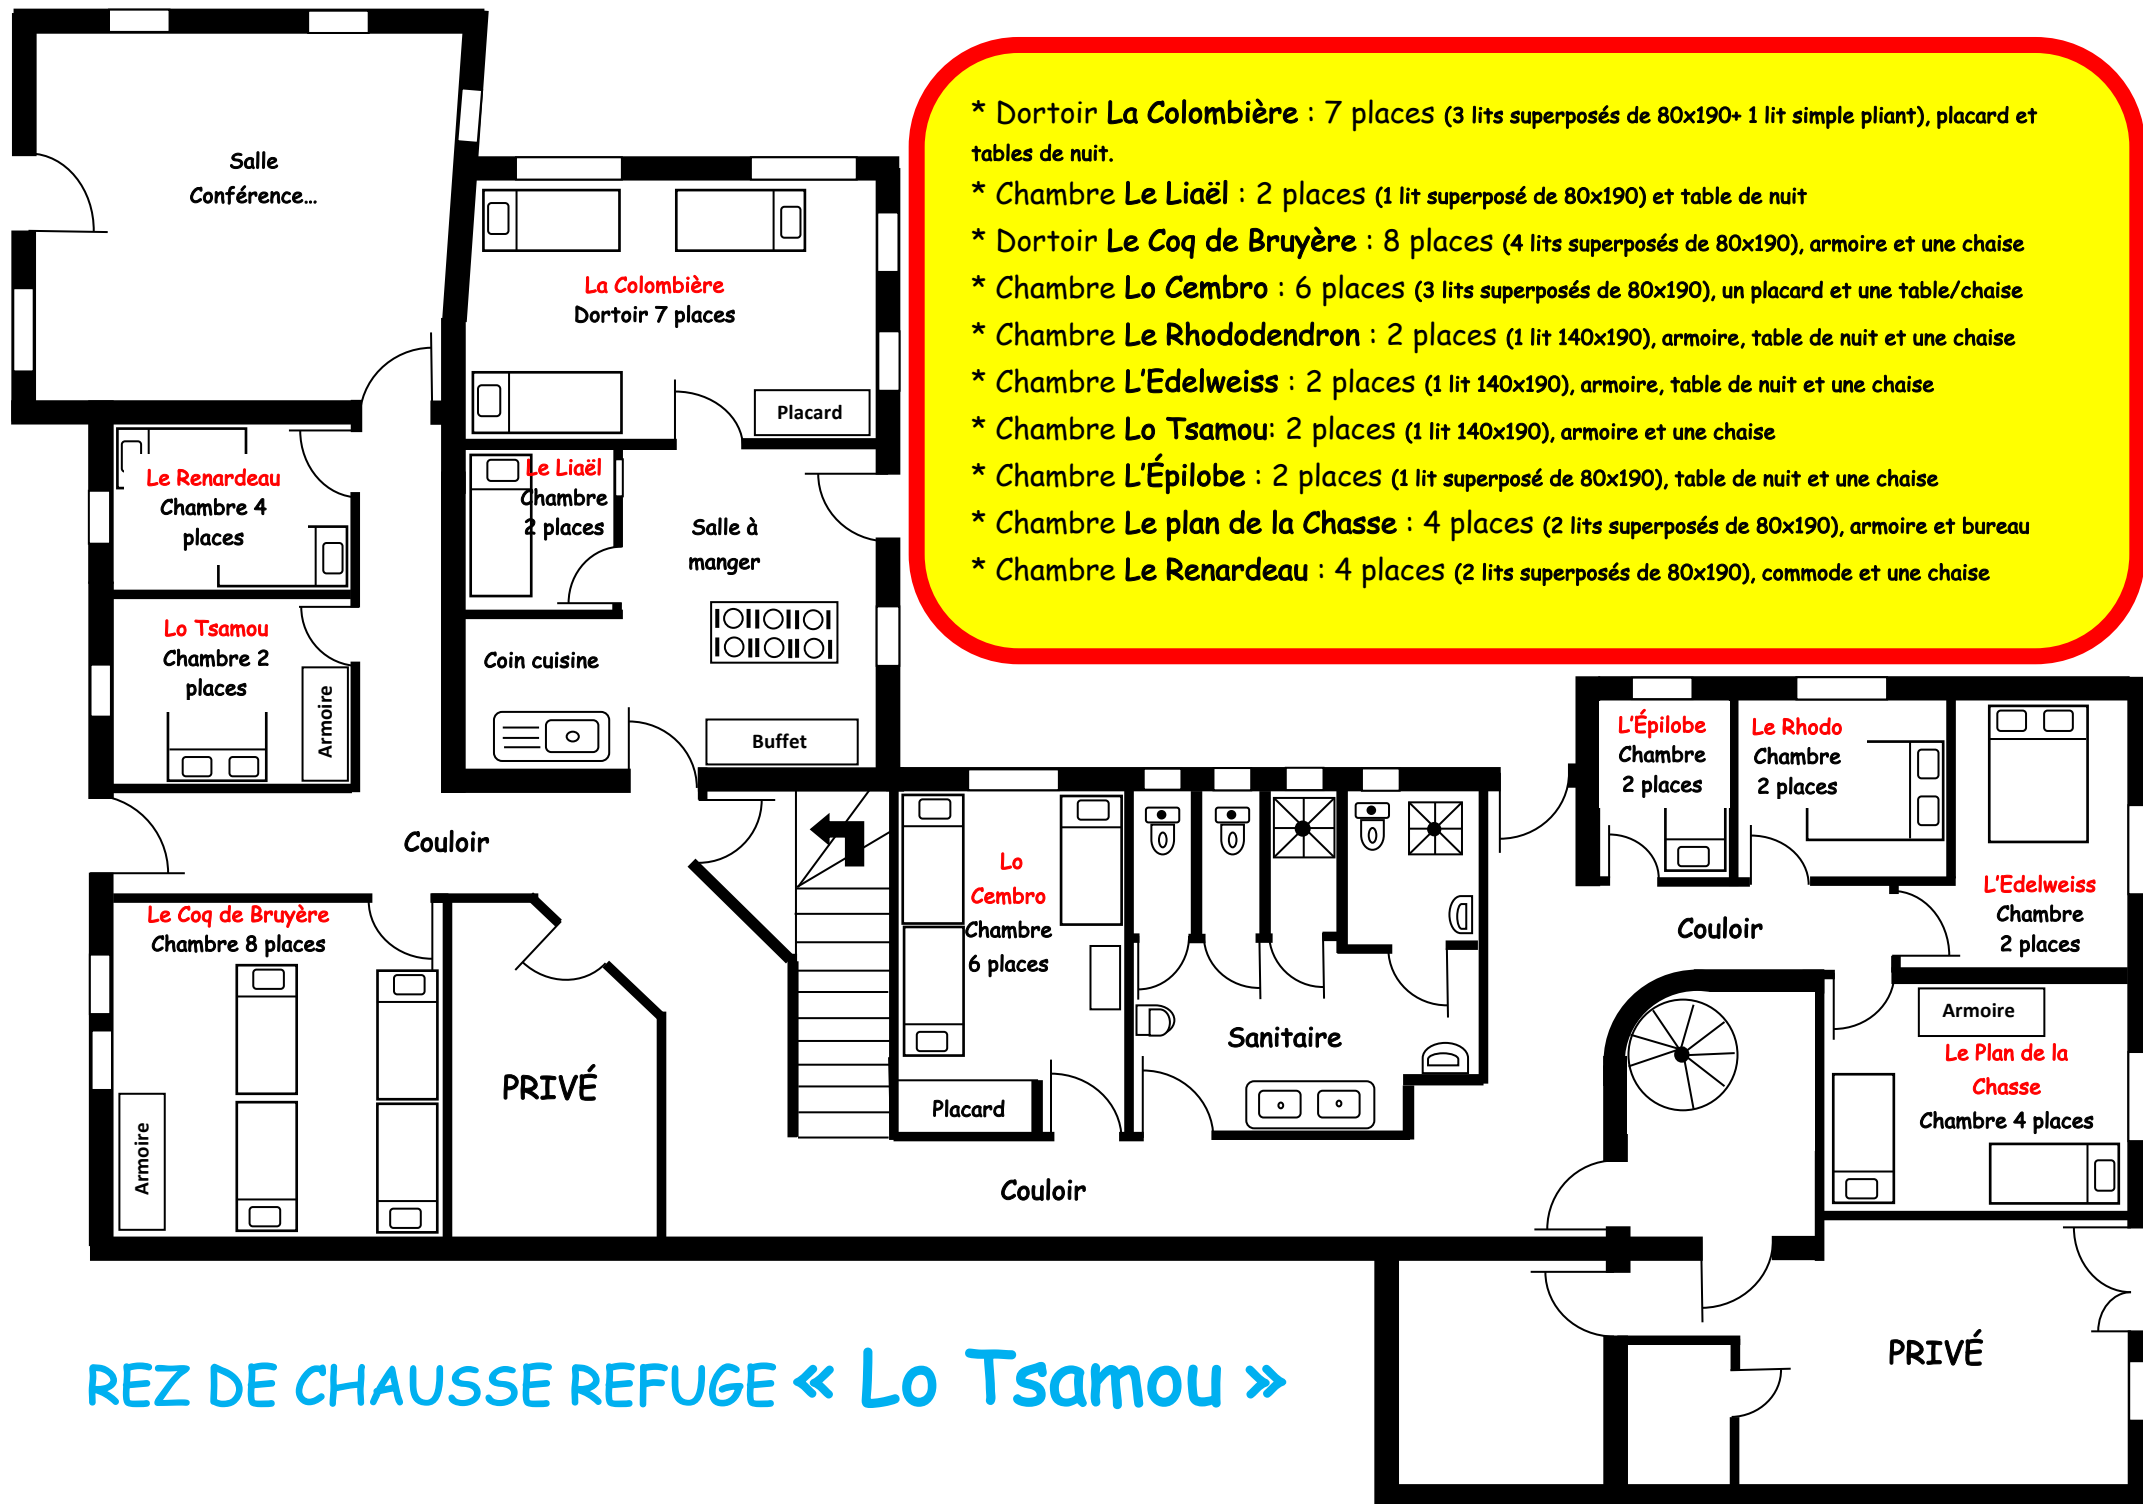 * Dortoir La Colombière : 7 places (3 lits superposés de 80x190+ 1 lit simple pliant), placard et
tables de nuit.
* Chambre Le Liaël : 2 places (1 lit superposé de 80x190) et table de nuit
* Dortoir Le Coq de Bruyère : 8 places (4 lits superposés de 80x190), armoire et une chaise
* Chambre Lo Cembro : 6 places (3 lits superposés de 80x190), un placard et une table/chaise
* Chambre Le Rhododendron : 2 places (1 lit 140x190), armoire, table de nuit et une chaise
* Chambre L'Edelweiss : 2 places (1 lit 140x190), armoire, table de nuit et une chaise
* Chambre Lo Tsamou: 2 places (1 lit 140x190), armoire et une chaise
* Chambre L'Épilobe : 2 places (1 lit superposé de 80x190), table de nuit et une chaise
* Chambre Le plan de la Chasse : 4 places (2 lits superposés de 80x190), armoire et bureau
* Chambre Le Renardeau : 4 places (2 lits superposés de 80x190), commode et une chaise
Salle
Conférence...
La Colombière
Dortoir 7 places
Placard
Le Renardeau
Chambre 4
places
Le Liaël
Chambre
2 places
Salle à
manger
Lo Tsamou
Chambre 2
places
Armoire
Coin cuisine
Buffet
L'Épilobe
Chambre
2 places
Le Rhodo
Chambre
2 places
L'Edelweiss
Chambre
2 places
Couloir
Lo
Cembro
Chambre
6 places
Placard
Le Coq de Bruyère
Chambre 8 places
Armoire
PRIVÉ
Sanitaire
Couloir
Couloir
Armoire
Le Plan de la
Chasse
Chambre 4 places
PRIVÉ
REZ DE CHAUSSE REFUGE « Lo Tsamou »